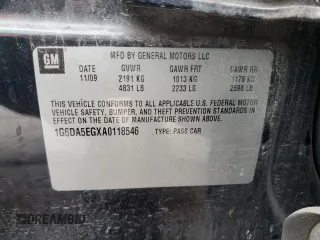 GM
MFD BY GENERAL MOTORS LLC
GVWR GAWR FRT GAWR RR
11/09 2191 KG 1013 KG 1178 KG
4831 LB 2233 LB 2598 LB
THIS VEHICLE CONFORMS TO ALL APPLICABLE U.S. FEDERAL MOTOR
VEHICLE SAFETY, BUMPER, AND THEFT PREVENTION STANDARDS
IN EFFECT ON THE DATE OF MANUFACTURE SHOWN ABOVE.
1G6DA5EGXA0118546 TYPE: PASS CAR
DREAMBID